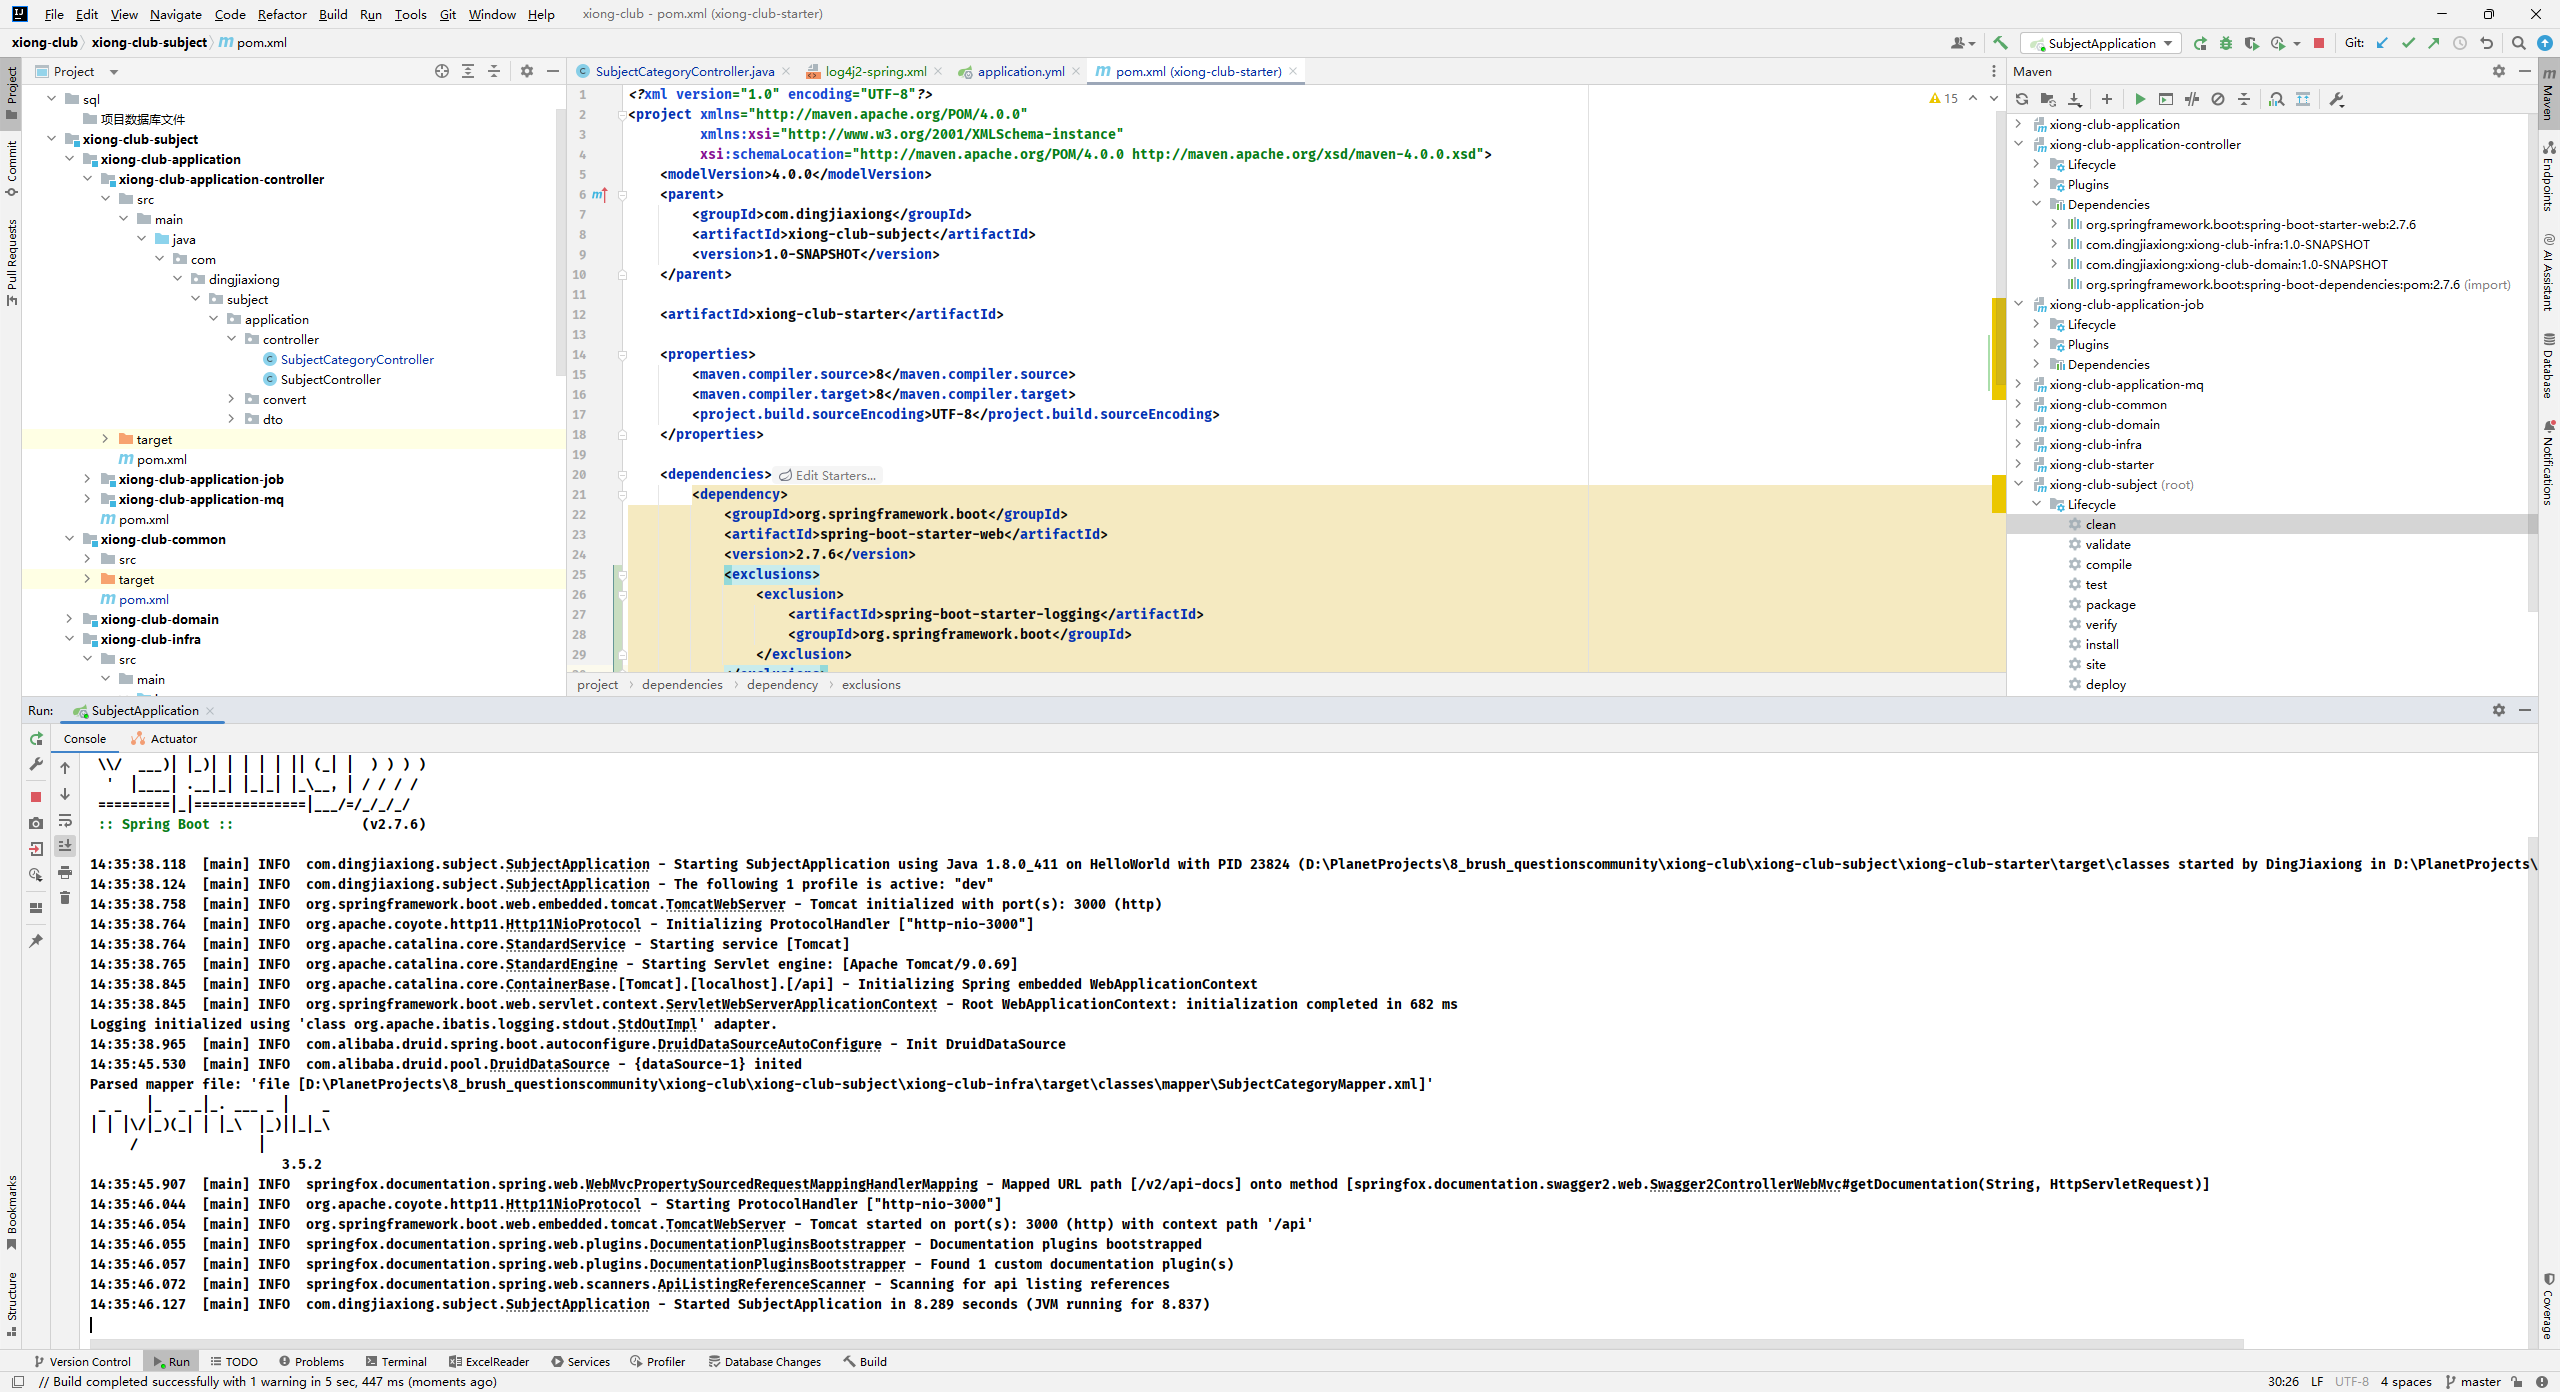 File Edit View Navigate Code Refactor Build Run Tools Git Window Help xiong-club - pom.xml (xiong-club-starter)
xiong-club xiong-club-subject pom.xml
SubjectApplication
Git:
Project
sql
项目数据库文件
xiong-club-subject
xiong-club-application
xiong-club-application-controller
src
main
java
com
dingjiaxiong
subject
application
controller
SubjectCategoryController
SubjectController
convert
dto
target
pom.xml
xiong-club-application-job
xiong-club-application-mq
pom.xml
xiong-club-common
src
target
pom.xml
xiong-club-domain
xiong-club-infra
src
main
Project
Commit
Pull Requests
Bookmarks
Structure
SubjectCategoryController.java log4j2-spring.xml application.yml pom.xml (xiong-club-starter)
15
1 <?xml version="1.0" encoding="UTF-8"?>
2 <project xmlns="http://maven.apache.org/POM/4.0.0"
3 xmlns:xsi="http://www.w3.org/2001/XMLSchema-instance"
4 xsi:schemaLocation="http://maven.apache.org/POM/4.0.0 http://maven.apache.org/xsd/maven-4.0.0.xsd">
5 <modelVersion>4.0.0</modelVersion>
6 <parent>
7 <groupId>com.dingjiaxiong</groupId>
8 <artifactId>xiong-club-subject</artifactId>
9 <version>1.0-SNAPSHOT</version>
10 </parent>
11
12 <artifactId>xiong-club-starter</artifactId>
13
14 <properties>
15 <maven.compiler.source>8</maven.compiler.source>
16 <maven.compiler.target>8</maven.compiler.target>
17 <project.build.sourceEncoding>UTF-8</project.build.sourceEncoding>
18 </properties>
19
20 <dependencies> Edit Starters...
21 <dependency>
22 <groupId>org.springframework.boot</groupId>
23 <artifactId>spring-boot-starter-web</artifactId>
24 <version>2.7.6</version>
25 <exclusions>
26 <exclusion>
27 <artifactId>spring-boot-starter-logging</artifactId>
28 <groupId>org.springframework.boot</groupId>
29 </exclusion>
project dependencies dependency exclusions
Maven
xiong-club-application
xiong-club-application-controller
Lifecycle
Plugins
Dependencies
org.springframework.boot:spring-boot-starter-web:2.7.6
com.dingjiaxiong:xiong-club-infra:1.0-SNAPSHOT
com.dingjiaxiong:xiong-club-domain:1.0-SNAPSHOT
org.springframework.boot:spring-boot-dependencies:pom:2.7.6 (import)
xiong-club-application-job
Lifecycle
Plugins
Dependencies
xiong-club-application-mq
xiong-club-common
xiong-club-domain
xiong-club-infra
xiong-club-starter
xiong-club-subject (root)
Lifecycle
clean
validate
compile
test
package
verify
install
site
deploy
Maven
Endpoints
AI Assistant
Database
Notifications
Coverage
Run: SubjectApplication
Console Actuator
:: Spring Boot :: (v2.7.6)
14:35:38.118 [main] INFO com.dingjiaxiong.subject.SubjectApplication - Starting SubjectApplication using Java 1.8.0_411 on HelloWorld with PID 23824 (D:\PlanetProjects\8_brush_questionscommunity\xiong-club\xiong-club-subject\xiong-club-starter\target\classes started by DingJiaxiong in D:\PlanetProjects\
14:35:38.124 [main] INFO com.dingjiaxiong.subject.SubjectApplication - The following 1 profile is active: "dev"
14:35:38.758 [main] INFO org.springframework.boot.web.embedded.tomcat.TomcatWebServer - Tomcat initialized with port(s): 3000 (http)
14:35:38.764 [main] INFO org.apache.coyote.http11.Http11NioProtocol - Initializing ProtocolHandler ["http-nio-3000"]
14:35:38.764 [main] INFO org.apache.catalina.core.StandardService - Starting service [Tomcat]
14:35:38.765 [main] INFO org.apache.catalina.core.StandardEngine - Starting Servlet engine: [Apache Tomcat/9.0.69]
14:35:38.845 [main] INFO org.apache.catalina.core.ContainerBase.[Tomcat].[localhost].[/api] - Initializing Spring embedded WebApplicationContext
14:35:38.845 [main] INFO org.springframework.boot.web.servlet.context.ServletWebServerApplicationContext - Root WebApplicationContext: initialization completed in 682 ms
Logging initialized using 'class org.apache.ibatis.logging.stdout.StdOutImpl' adapter.
14:35:38.965 [main] INFO com.alibaba.druid.spring.boot.autoconfigure.DruidDataSourceAutoConfigure - Init DruidDataSource
14:35:45.530 [main] INFO com.alibaba.druid.pool.DruidDataSource - {dataSource-1} inited
Parsed mapper file: 'file [D:\PlanetProjects\8_brush_questionscommunity\xiong-club\xiong-club-subject\xiong-club-infra\target\classes\mapper\SubjectCategoryMapper.xml]'
3.5.2
14:35:45.907 [main] INFO springfox.documentation.spring.web.WebMvcPropertySourcedRequestMappingHandlerMapping - Mapped URL path [/v2/api-docs] onto method [springfox.documentation.swagger2.web.Swagger2ControllerWebMvc#getDocumentation(String, HttpServletRequest)]
14:35:46.044 [main] INFO org.apache.coyote.http11.Http11NioProtocol - Starting ProtocolHandler ["http-nio-3000"]
14:35:46.054 [main] INFO org.springframework.boot.web.embedded.tomcat.TomcatWebServer - Tomcat started on port(s): 3000 (http) with context path '/api'
14:35:46.055 [main] INFO springfox.documentation.spring.web.plugins.DocumentationPluginsBootstrapper - Documentation plugins bootstrapped
14:35:46.057 [main] INFO springfox.documentation.spring.web.plugins.DocumentationPluginsBootstrapper - Found 1 custom documentation plugin(s)
14:35:46.072 [main] INFO springfox.documentation.spring.web.scanners.ApiListingReferenceScanner - Scanning for api listing references
14:35:46.127 [main] INFO com.dingjiaxiong.subject.SubjectApplication - Started SubjectApplication in 8.289 seconds (JVM running for 8.837)
Version Control Run TODO Problems Terminal ExcelReader Services Profiler Database Changes Build
// Build completed successfully with 1 warning in 5 sec, 447 ms (moments ago) 30:26 LF UTF-8 4 spaces master